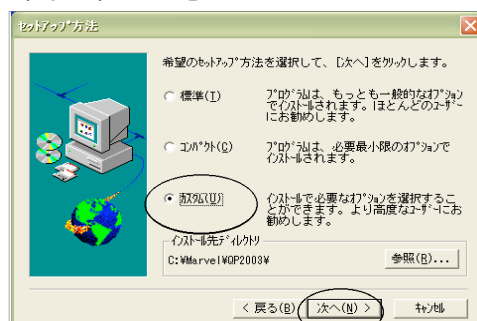 ｾｯﾄｱｯﾌﾟ方法
希望のｾｯﾄｱｯﾌﾟ方法を選択して、［次へ］をｸﾘｯｸします。
標準(T)
ﾌﾟﾛｸﾞﾗﾑは、もっとも一般的なｵﾌﾟｼｮﾝ
でｲﾝｽﾄｰﾙされます。ほとんどのﾕｰｻﾞｰ
にお勧めします。
ｺﾝﾊﾟｸﾄ(C)
ﾌﾟﾛｸﾞﾗﾑは、必要最小限のｵﾌﾟｼｮﾝで
ｲﾝｽﾄｰﾙされます。
ｶｽﾀﾑ(U)
ｲﾝｽﾄｰﾙで必要なｵﾌﾟｼｮﾝを選択するこ
とができます。より高度なﾕｰｻﾞｰにお
勧めします。
ｲﾝｽﾄｰﾙ先ﾃﾞｨﾚｸﾄﾘ
C:¥Marvel¥QP2003¥
参照(R)...
< 戻る(B)
次へ(N) >
ｷｬﾝｾﾙ